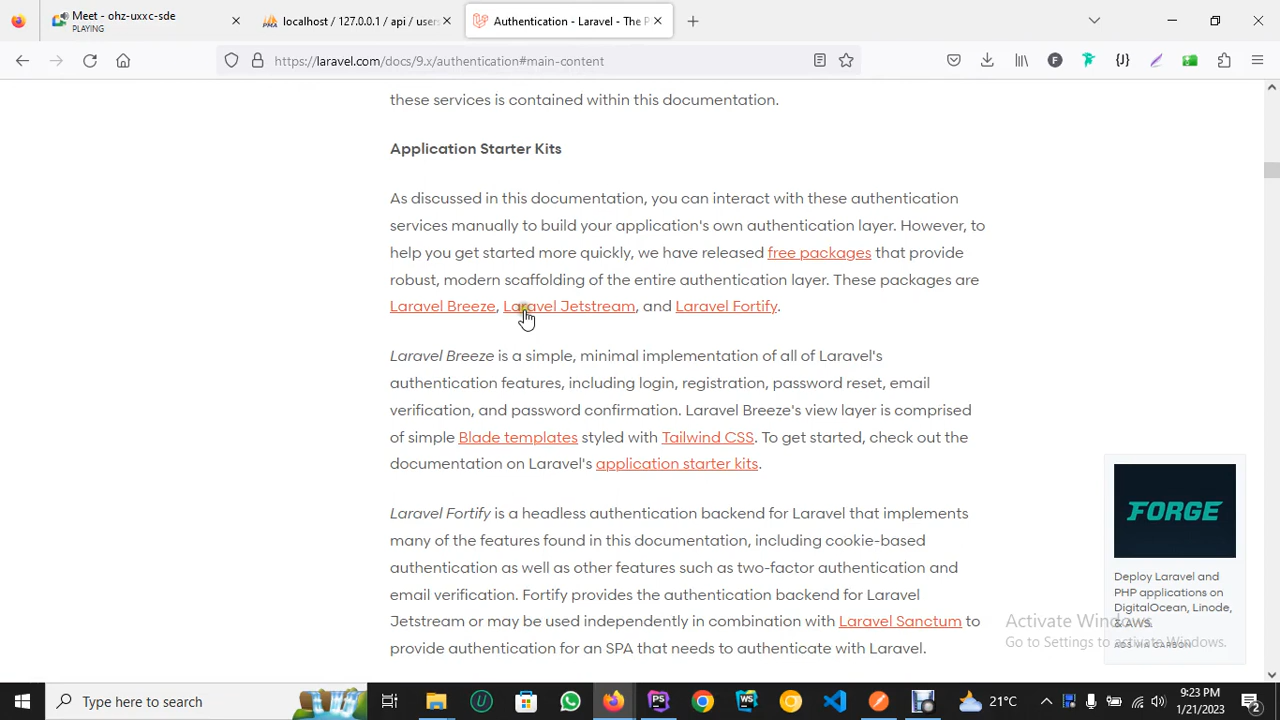 Meet - ohz-uxxc-sde
PLAYING
localhost / 127.0.0.1 / api / user
Authentication - Laravel - The P
https://laravel.com/docs/9.x/authentication#main-content
these services is contained within this documentation.
Application Starter Kits
As discussed in this documentation, you can interact with these authentication
services manually to build your application's own authentication layer. However, to
help you get started more quickly, we have released free packages that provide
robust, modern scaffolding of the entire authentication layer. These packages are
Laravel Breeze, Laravel Jetstream, and Laravel Fortify.
Laravel Breeze is a simple, minimal implementation of all of Laravel's
authentication features, including login, registration, password reset, email
verification, and password confirmation. Laravel Breeze's view layer is comprised
of simple Blade templates styled with Tailwind CSS. To get started, check out the
documentation on Laravel's application starter kits.
Laravel Fortify is a headless authentication backend for Laravel that implements
many of the features found in this documentation, including cookie-based
authentication as well as other features such as two-factor authentication and
email verification. Fortify provides the authentication backend for Laravel
Jetstream or may be used independently in combination with Laravel Sanctum to
provide authentication for an SPA that needs to authenticate with Laravel.
FORGE
Deploy Laravel and
PHP applications on
DigitalOcean, Linode,
& AWS.
ADS VIA CARBON
Activate Windows
Go to Settings to activate Windows.
Type here to search
21°C
9:23 PM
1/21/2023
2